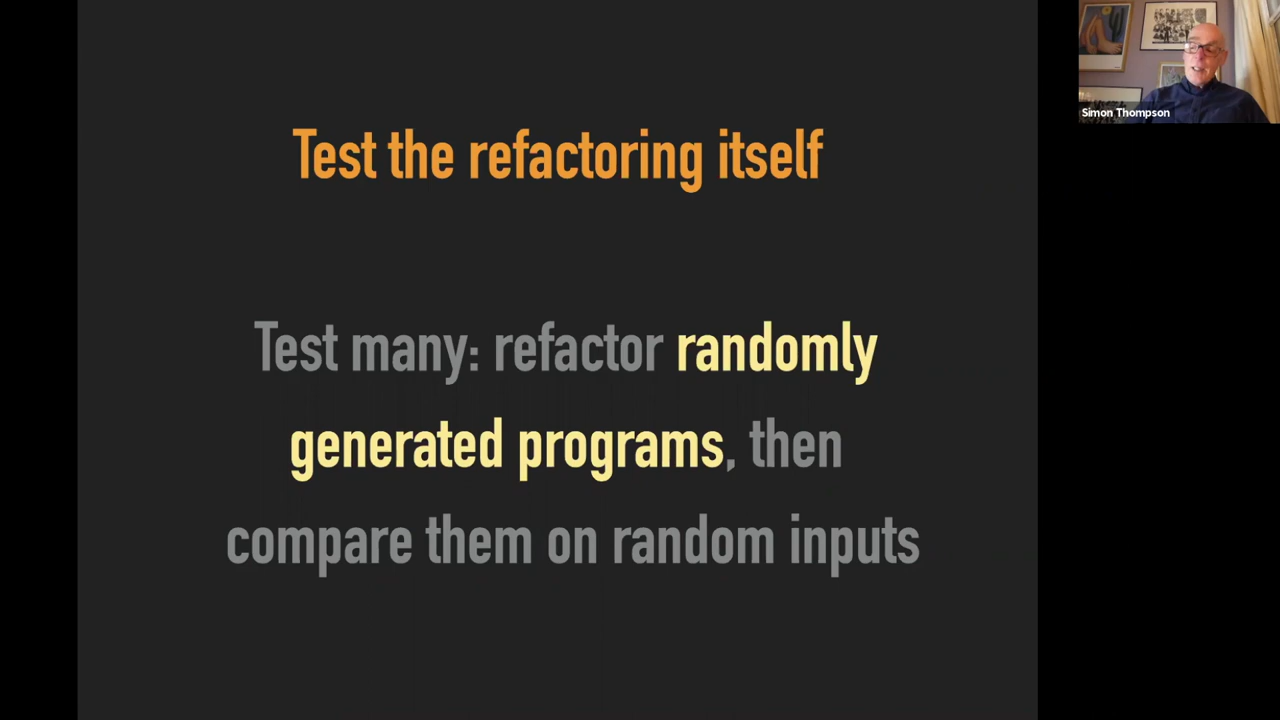 Test the refactoring itself
Test many: refactor randomly
generated programs, then
compare them on random inputs
Simon Thompson